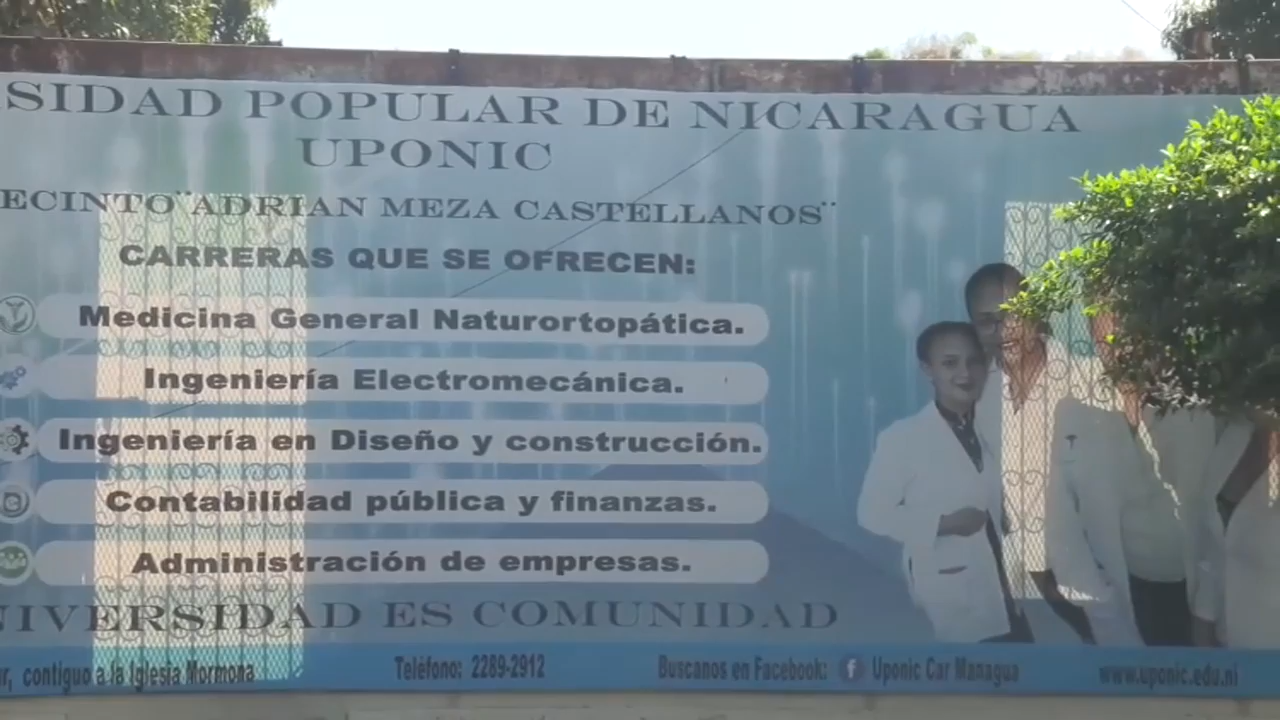 SIDAD POPULAR DE NICARAGUA
UPONIC
ECINTO "ADRIAN MEZA CASTELLANOS"
CARRERAS QUE SE OFRECEN:
Medicina General Naturortopática.
Ingeniería Electromecánica.
Ingeniería en Diseño y construcción.
Contabilidad pública y finanzas.
Administración de empresas.
NIVERSIDAD ES COMUNIDAD
r, contiguo a la Iglesia Mormona Teléfono: 2289-2912 Buscanos en Facebook: f Uponic Car Managua www.uponic.edu.ni